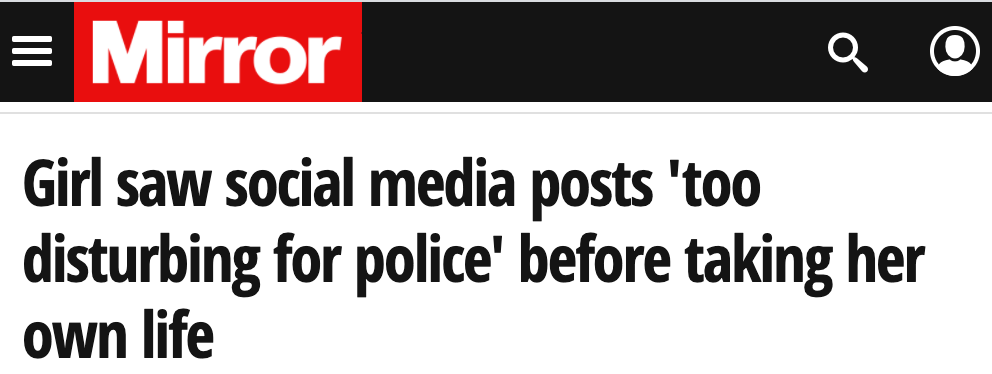 Mirror
Girl saw social media posts 'too
disturbing for police' before taking her
own life